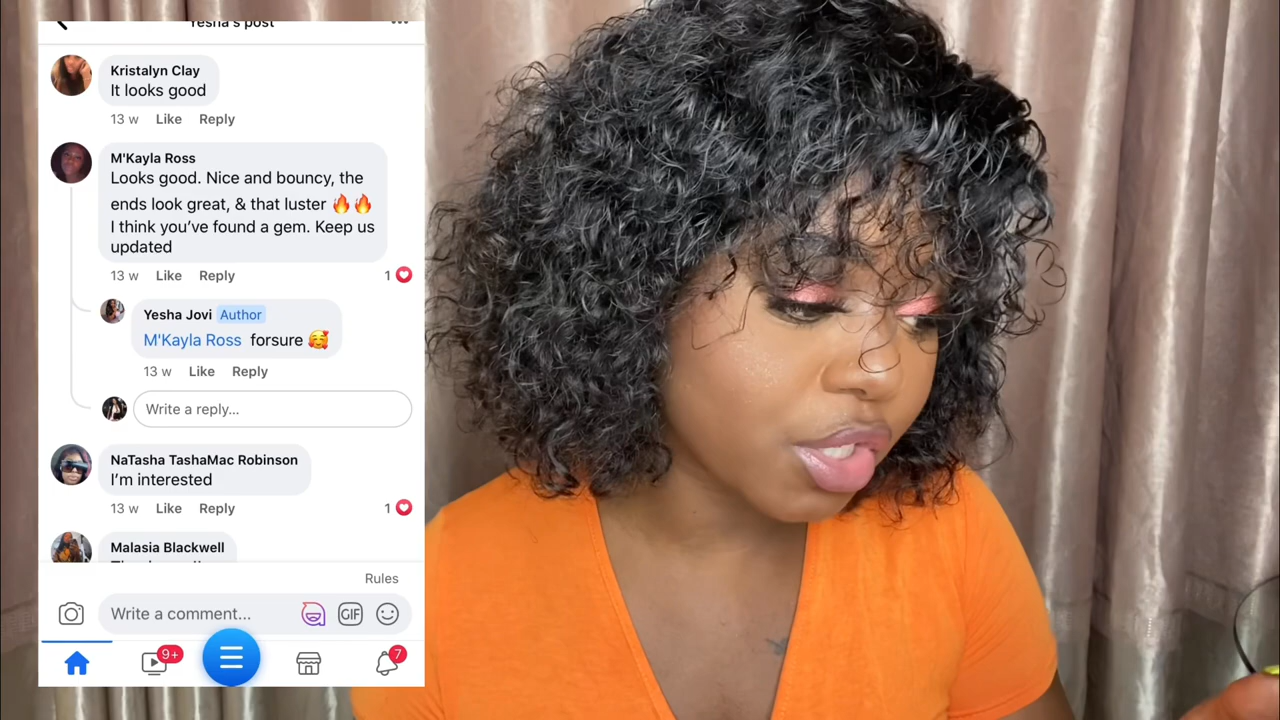 Yesha's post
Kristalyn Clay
It looks good
13 w Like Reply
M'Kayla Ross
Looks good. Nice and bouncy, the
ends look great, & that luster 🔥🔥
I think you've found a gem. Keep us
updated
13 w Like Reply 1
Yesha Jovi Author
M'Kayla Ross forsure 🥰
13 w Like Reply
Write a reply...
NaTasha TashaMac Robinson
I'm interested
13 w Like Reply 1
Malasia Blackwell
Rules
Write a comment... GIF
9+ 7